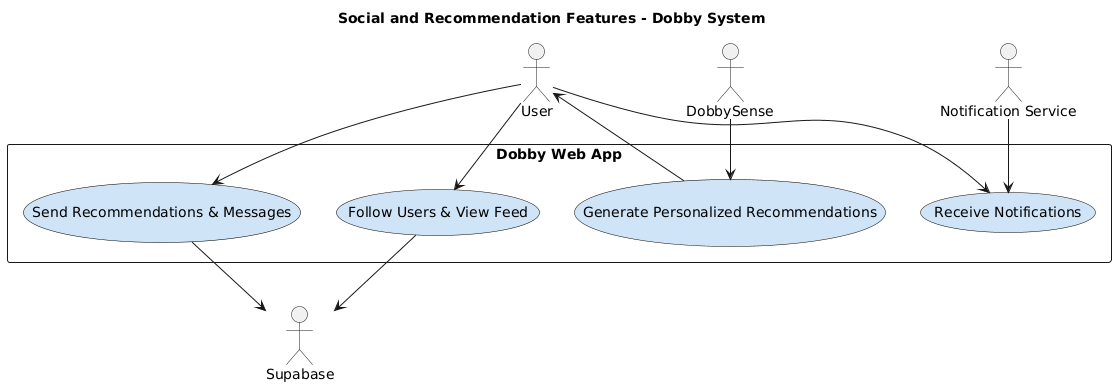 Social and Recommendation Features - Dobby System
User
DobbySense
Notification Service
Dobby Web App
Send Recommendations & Messages
Follow Users & View Feed
Generate Personalized Recommendations
Receive Notifications
Supabase